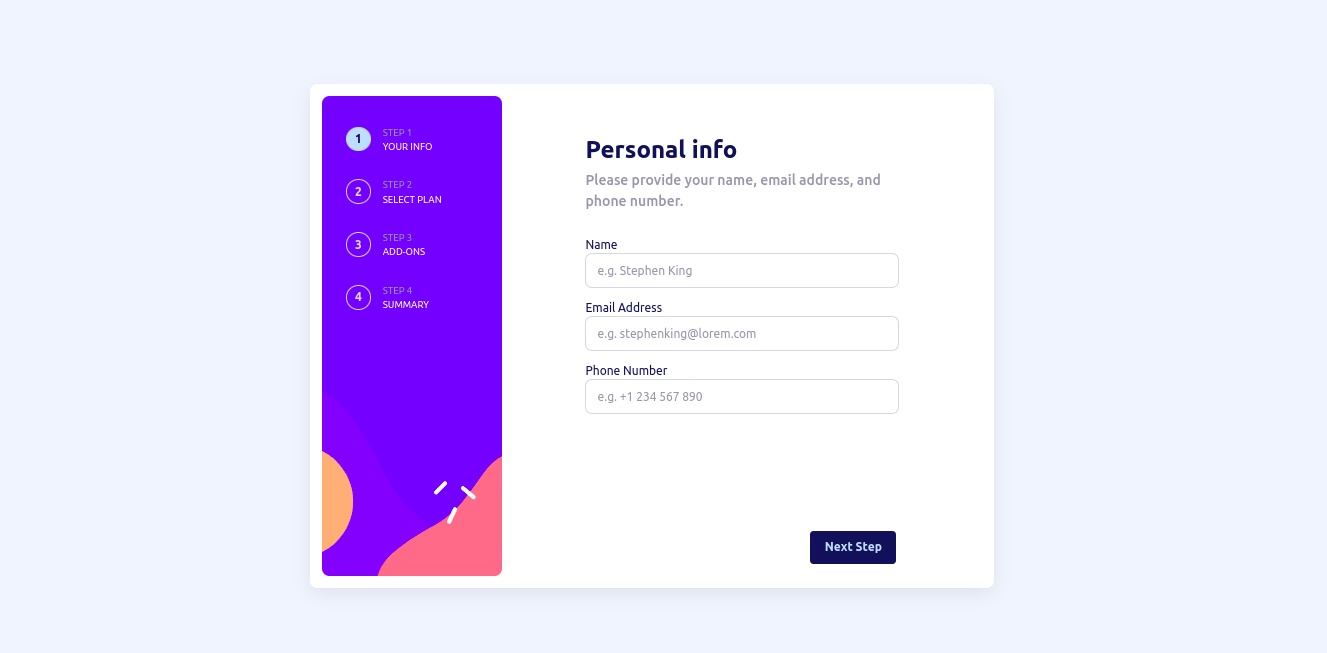 1
STEP 1
YOUR INFO
2
STEP 2
SELECT PLAN
3
STEP 3
ADD-ONS
4
STEP 4
SUMMARY
Personal info
Please provide your name, email address, and
phone number.
Name
e.g. Stephen King
Email Address
e.g. stephenking@lorem.com
Phone Number
e.g. +1 234 567 890
Next Step